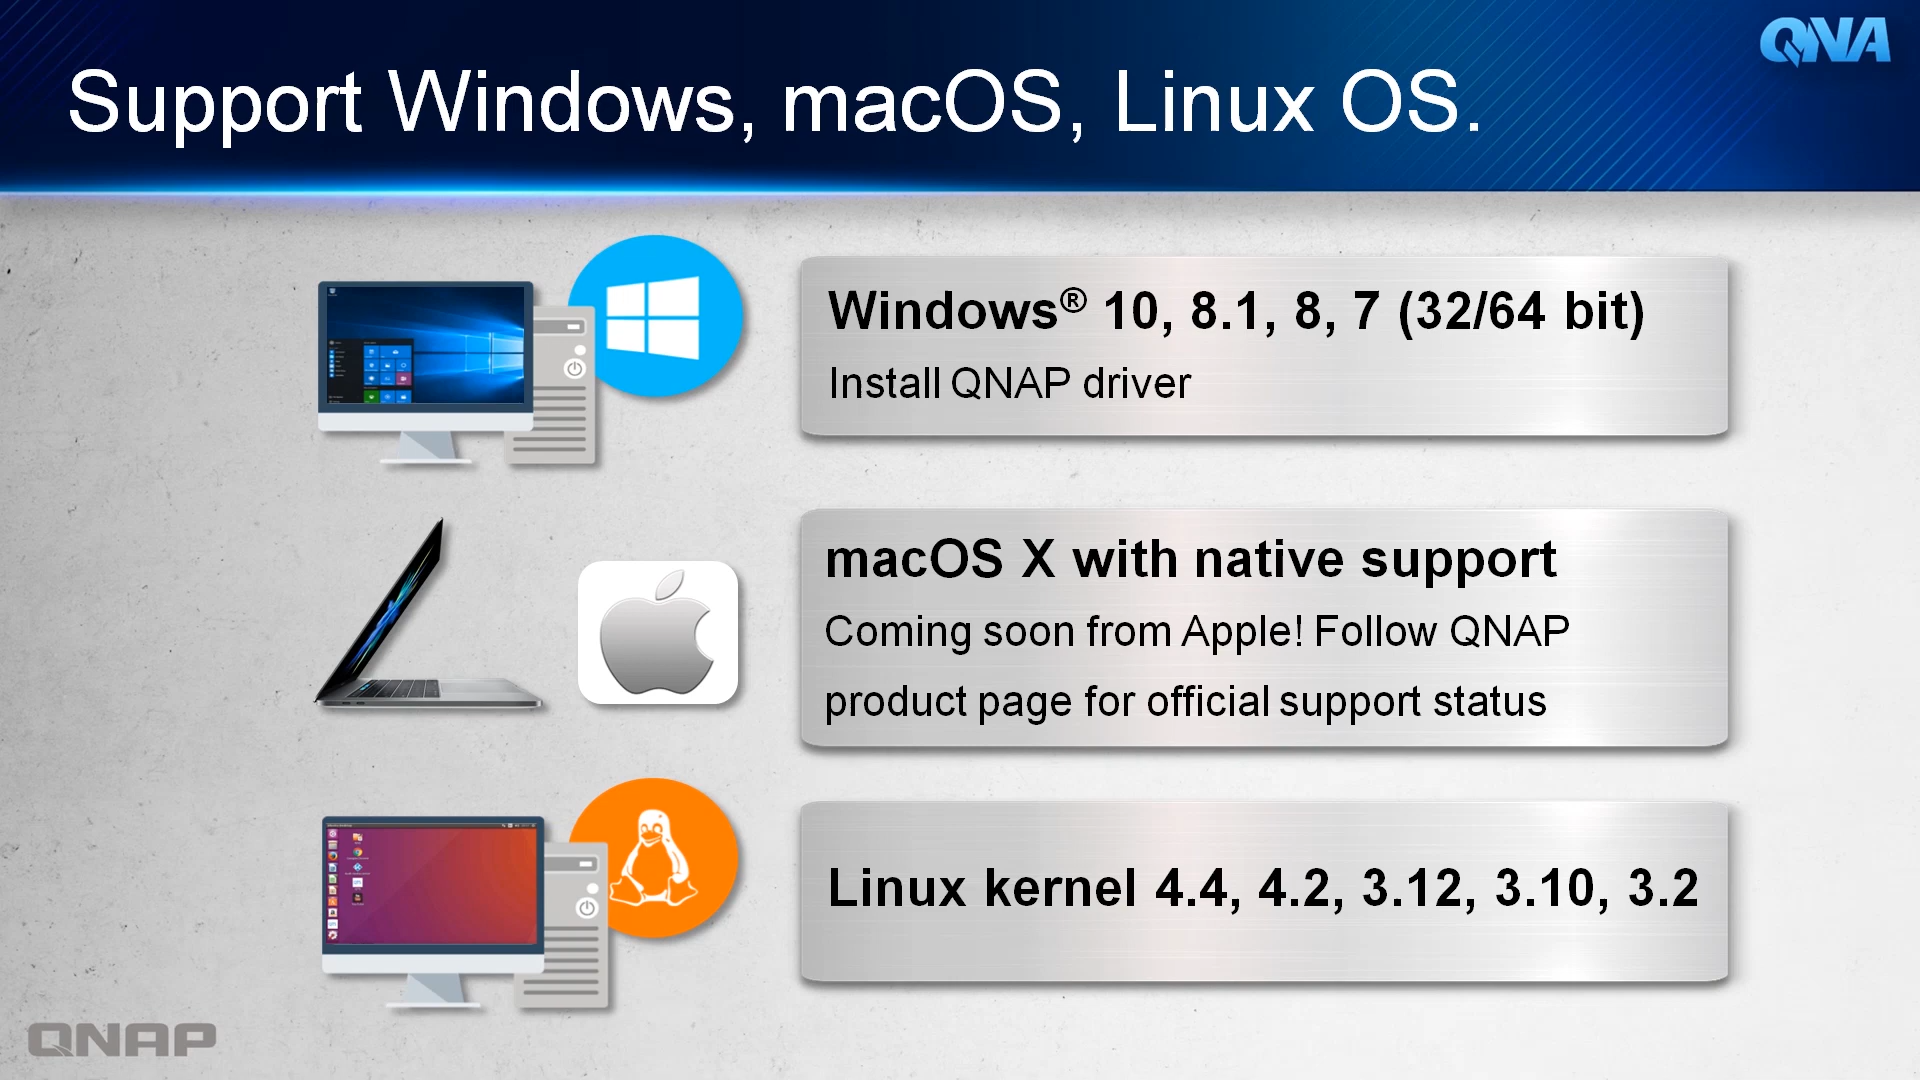 QNA
Support Windows, macOS, Linux OS.
Windows® 10, 8.1, 8, 7 (32/64 bit)
Install QNAP driver
macOS X with native support
Coming soon from Apple! Follow QNAP
product page for official support status
Linux kernel 4.4, 4.2, 3.12, 3.10, 3.2
QNAP